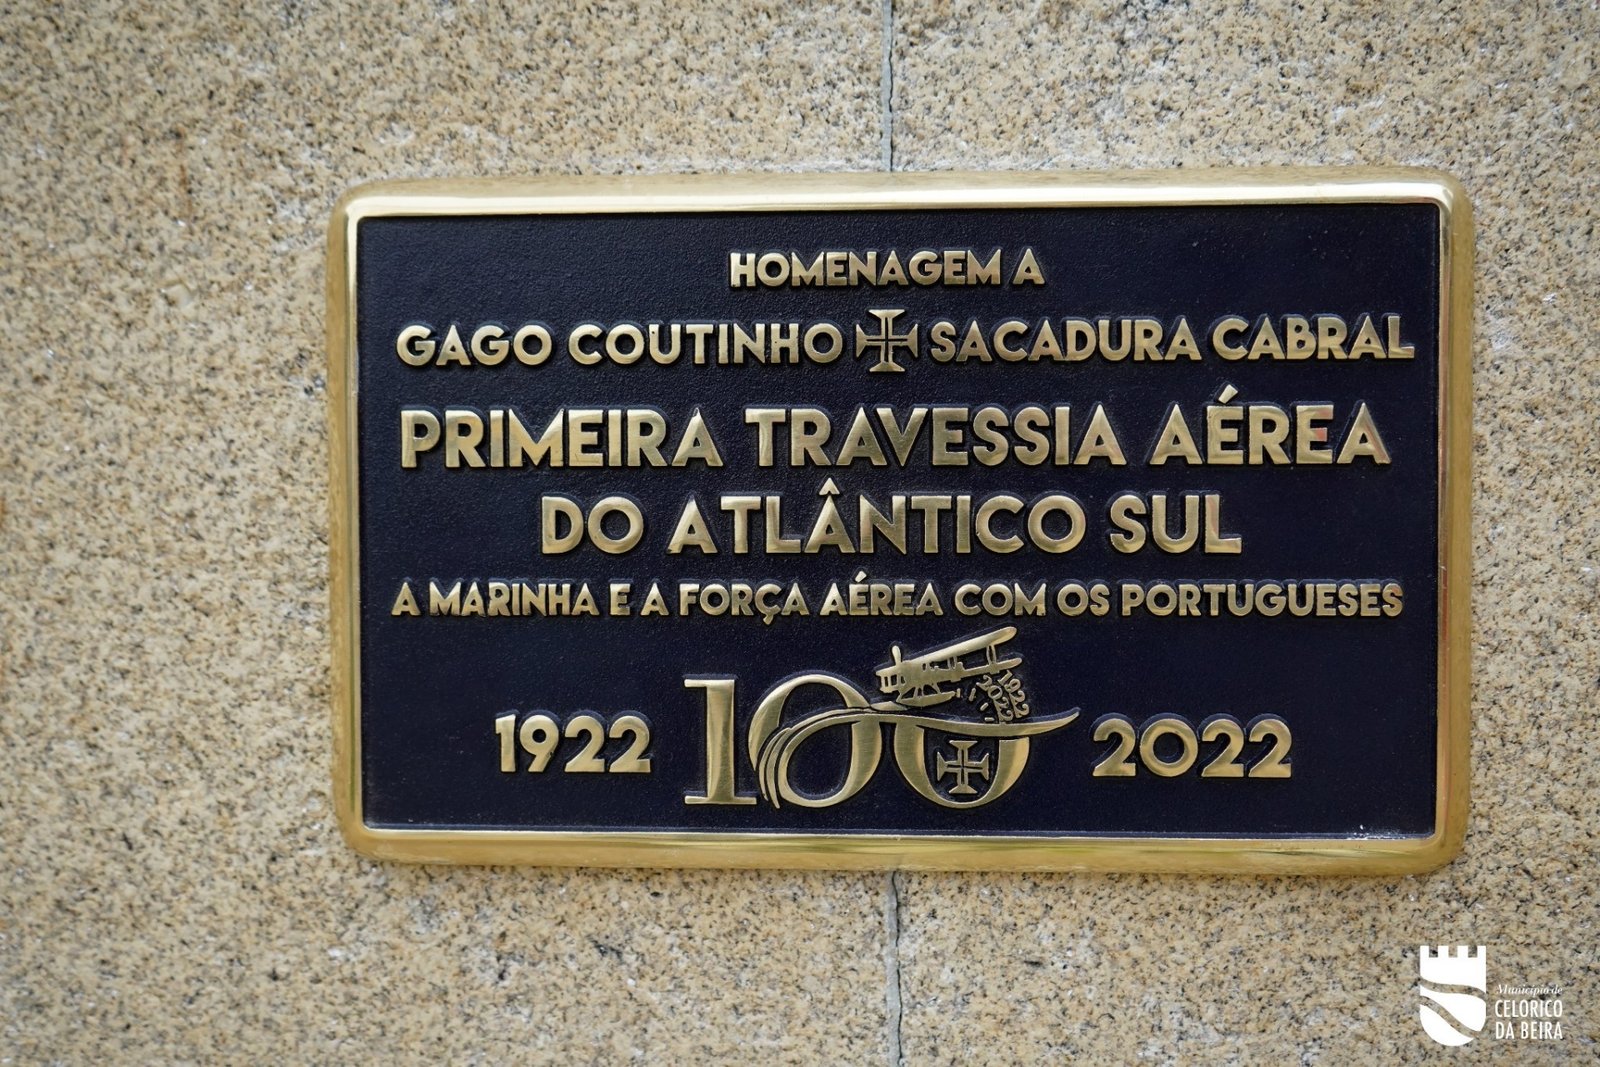 HOMENAGEM A
GAGO COUTINHO SACADURA CABRAL
PRIMEIRA TRAVESSIA AÉREA
DO ATLÂNTICO SUL
A MARINHA E A FORÇA AÉREA COM OS PORTUGUESES
1922 100 1922 2022 2022
Município de
CELORICO
DA BEIRA